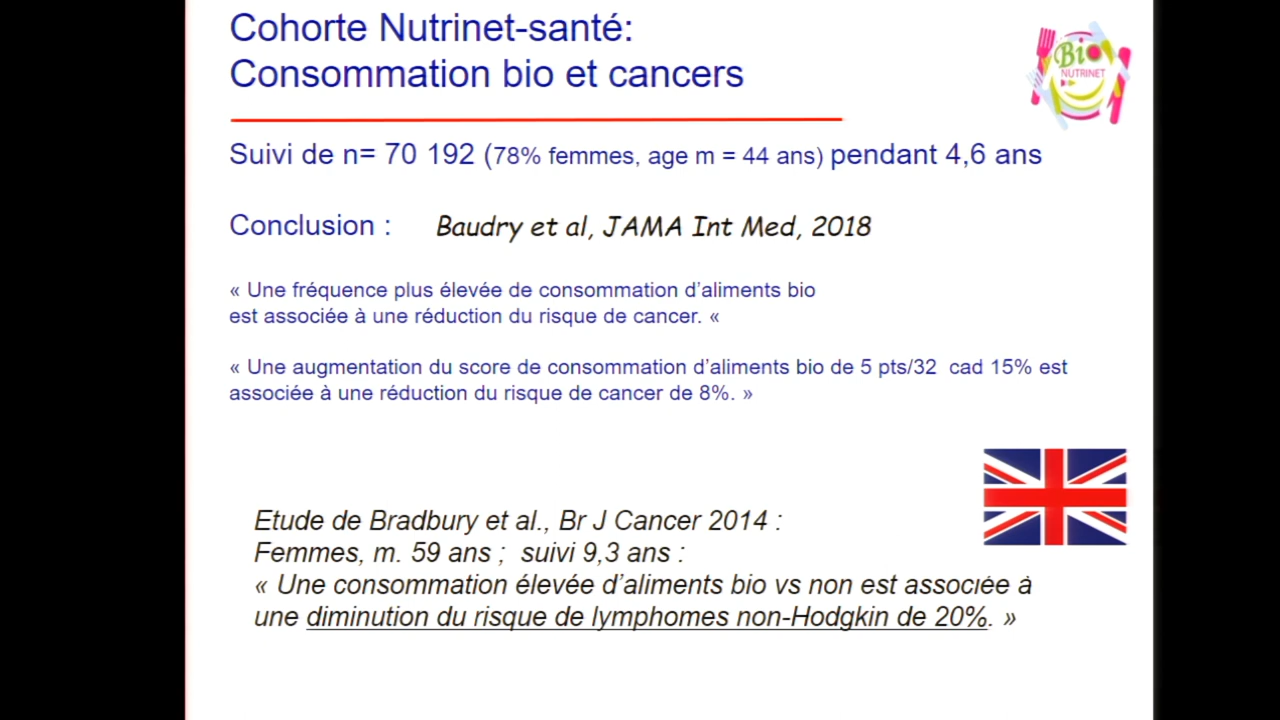 Cohorte Nutrinet-santé:
Consommation bio et cancers
Bio
NUTRINET
Suivi de n= 70 192 (78% femmes, age m = 44 ans) pendant 4,6 ans
Conclusion : Baudry et al, JAMA Int Med, 2018
« Une fréquence plus élevée de consommation d'aliments bio
est associée à une réduction du risque de cancer. «
« Une augmentation du score de consommation d'aliments bio de 5 pts/32 cad 15% est
associée à une réduction du risque de cancer de 8%. »
Etude de Bradbury et al., Br J Cancer 2014 :
Femmes, m. 59 ans ; suivi 9,3 ans :
« Une consommation élevée d'aliments bio vs non est associée à
une diminution du risque de lymphomes non-Hodgkin de 20%. »